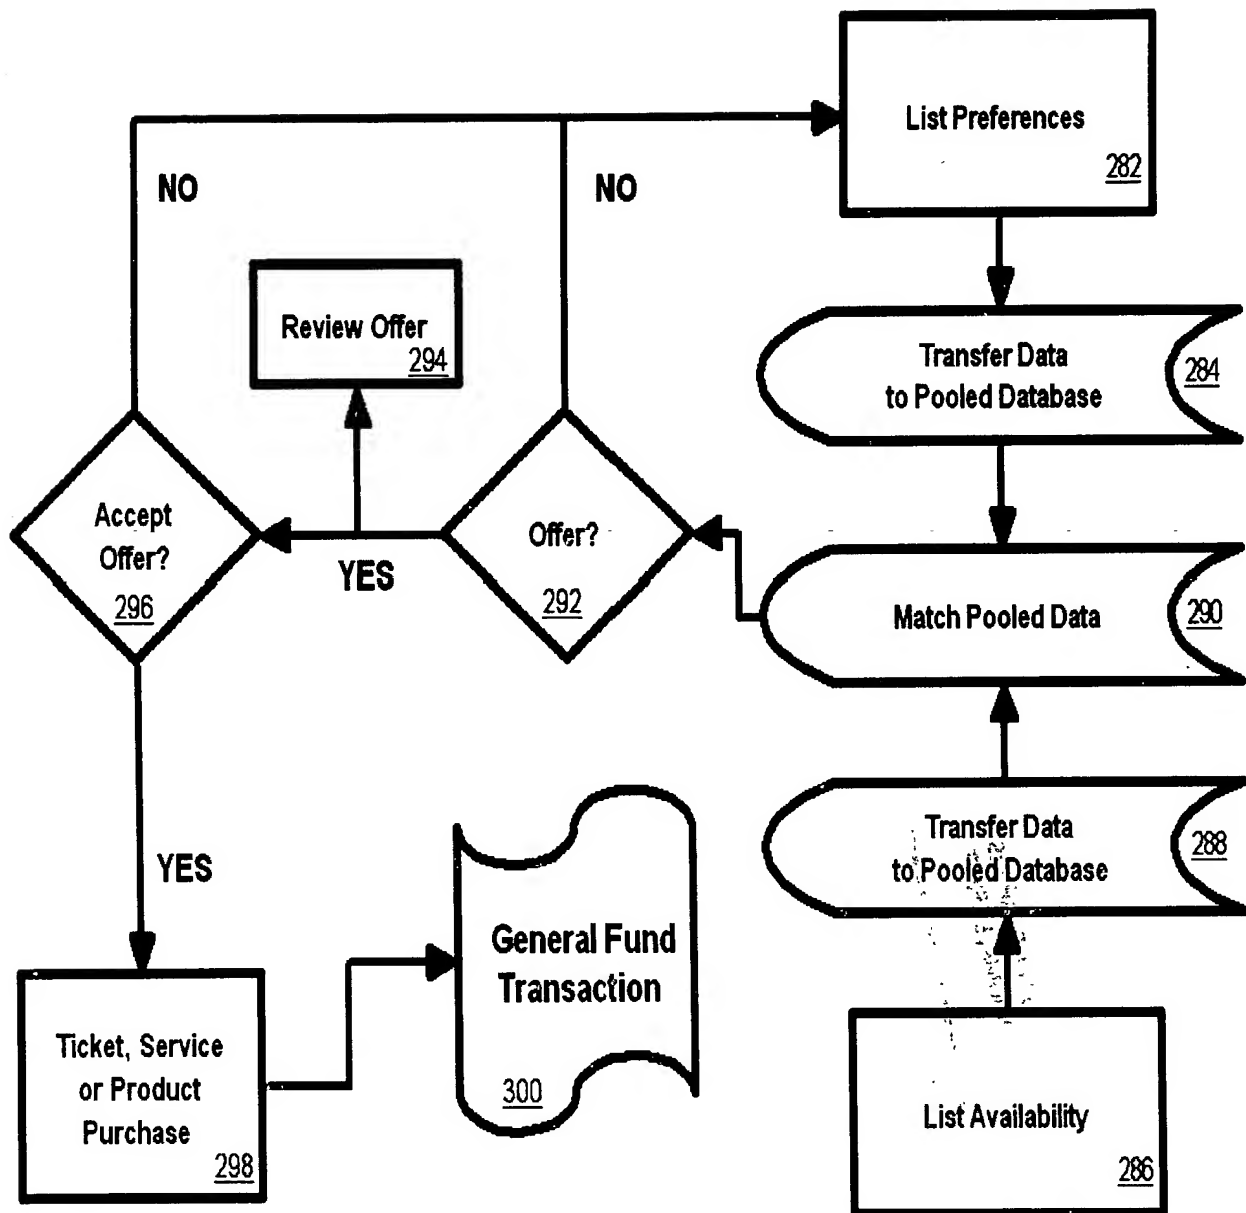 List Preferences
282
NO
NO
Review Offer
294
Transfer Data
to Pooled Database
284
Accept
Offer?
296
YES
Offer?
292
Match Pooled Data
290
Transfer Data
to Pooled Database
288
YES
General Fund
Transaction
300
Ticket, Service
or Product
Purchase
298
List Availability
286